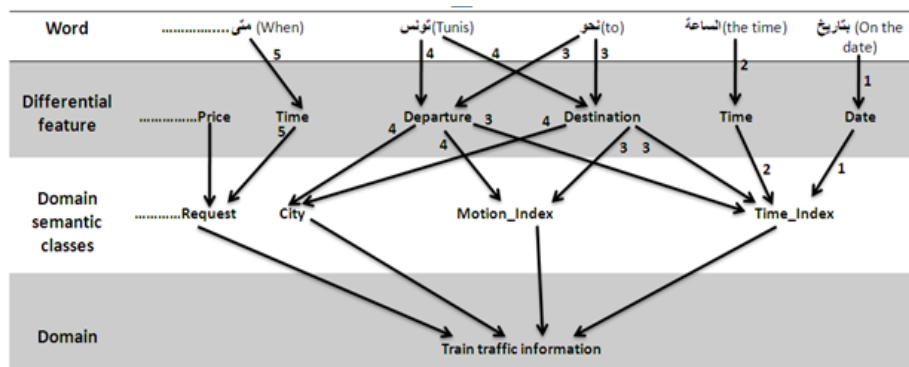 Word ................متى (When) تونس(Tunis) نحو(to) الساعة(the time) بتاريخ (On the date)
5 4 4 3 3 2 1
Differential feature ..............Price Time Departure Destination Time Date
5 4 3 4 4 3 3 2 1
Domain semantic classes ............Request City Motion_Index Time_Index
Domain
Train traffic information